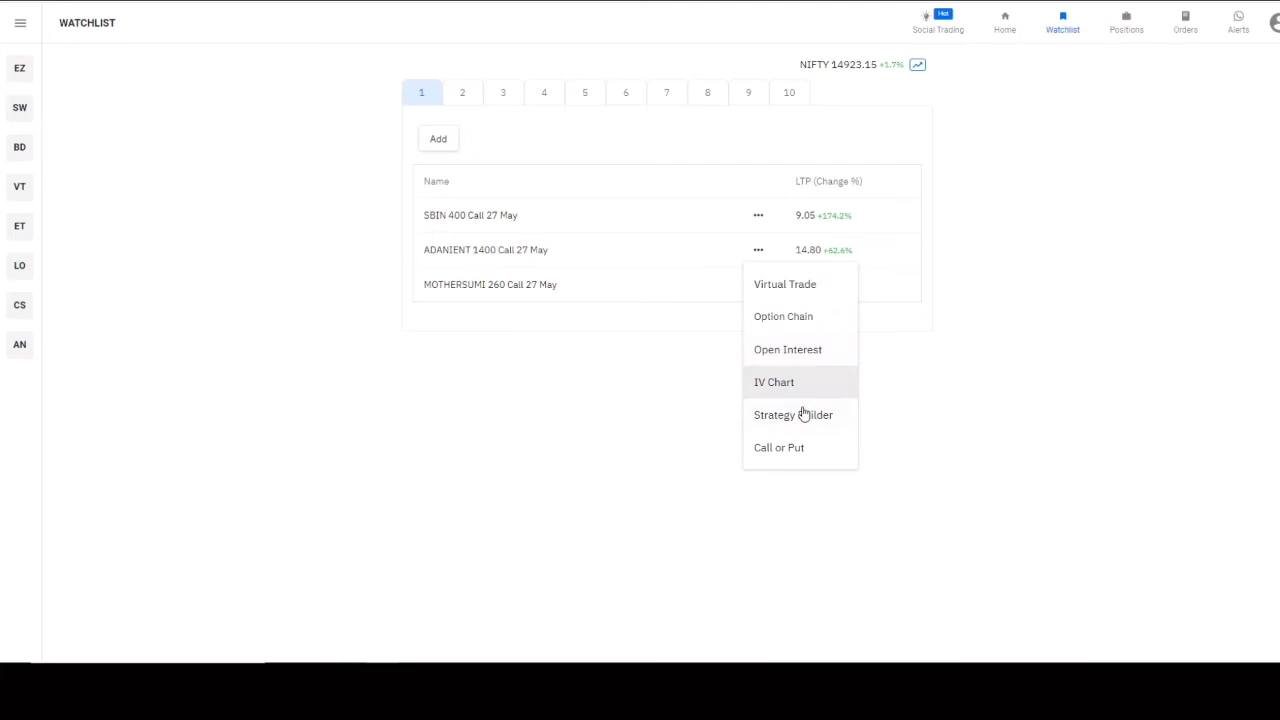 WATCHLIST
Hot
Social Trading
Home
Watchlist
Positions
Orders
Alerts
EZ
SW
BD
VT
ET
LO
CS
AN
NIFTY 14923.15 +1.7%
1 2 3 4 5 6 7 8 9 10
Add
Name LTP (Change %)
SBIN 400 Call 27 May ••• 9.05 +174.2%
ADANIENT 1400 Call 27 May ••• 14.80 +62.6%
MOTHERSUMI 260 Call 27 May
Virtual Trade
Option Chain
Open Interest
IV Chart
Strategy
Call or Put